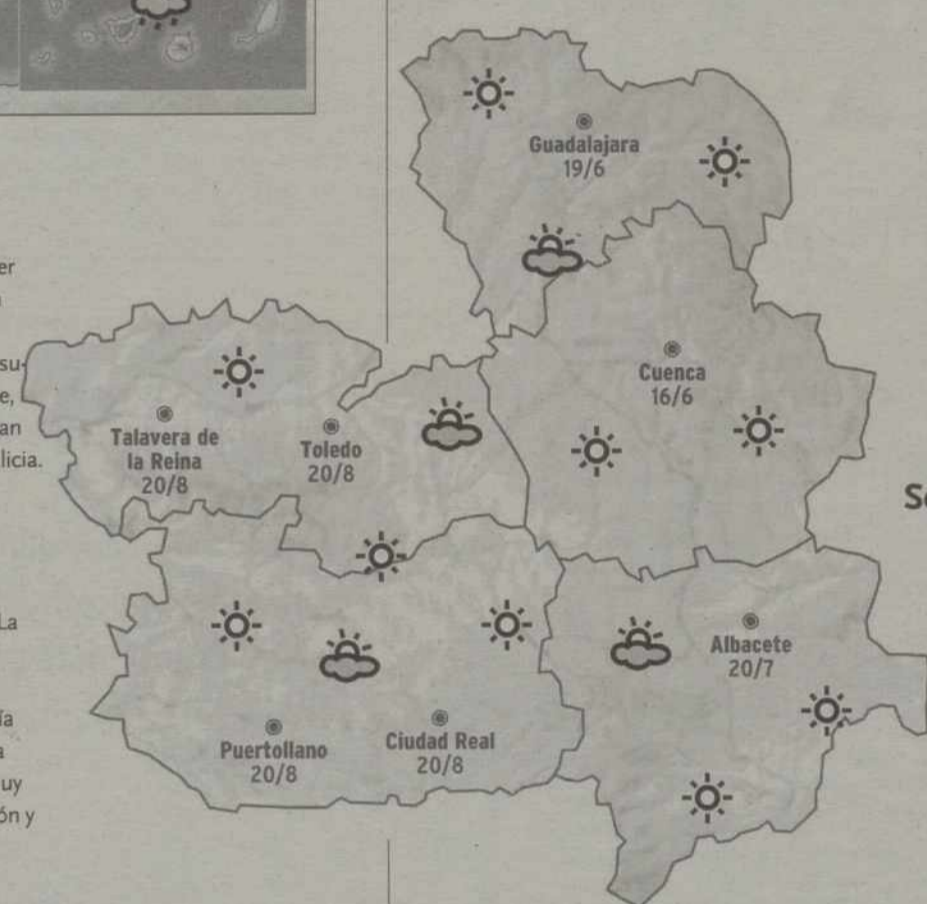 er
su-
e,
an
licia.
La
ía
a
uy
ón y
Guadalajara
19/6
Cuenca
16/6
Talavera de
la Reina
20/8
Toledo
20/8
Albacete
20/7
Puertollano
20/8
Ciudad Real
20/8